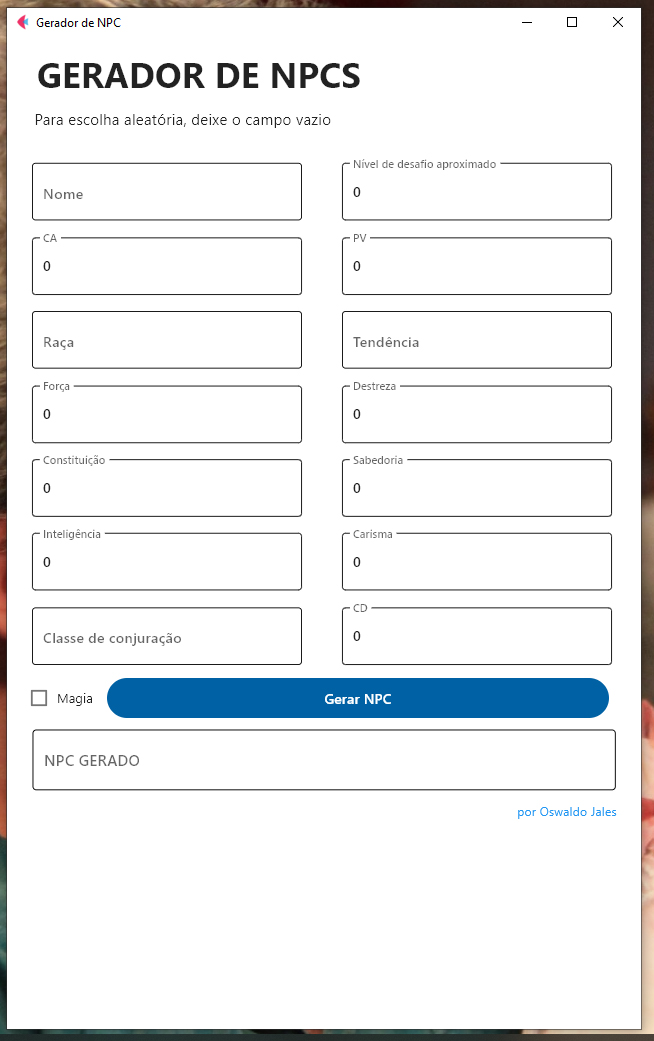 Gerador de NPC
GERADOR DE NPCS
Para escolha aleatória, deixe o campo vazio
Nome
Nível de desafio aproximado
0
CA
0
PV
0
Raça
Tendência
Força
0
Destreza
0
Constituição
0
Sabedoria
0
Inteligência
0
Carisma
0
Classe de conjuração
CD
0
Magia
Gerar NPC
NPC GERADO
por Oswaldo Jales